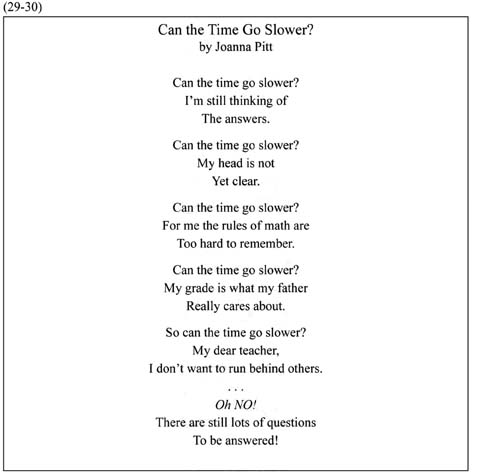 (29-30)
Can the Time Go Slower?
by Joanna Pitt
Can the time go slower?
I'm still thinking of
The answers.
Can the time go slower?
My head is not
Yet clear.
Can the time go slower?
For me the rules of math are
Too hard to remember.
Can the time go slower?
My grade is what my father
Really cares about.
So can the time go slower?
My dear teacher,
I don't want to run behind others.
. . .
Oh NO!
There are still lots of questions
To be answered!